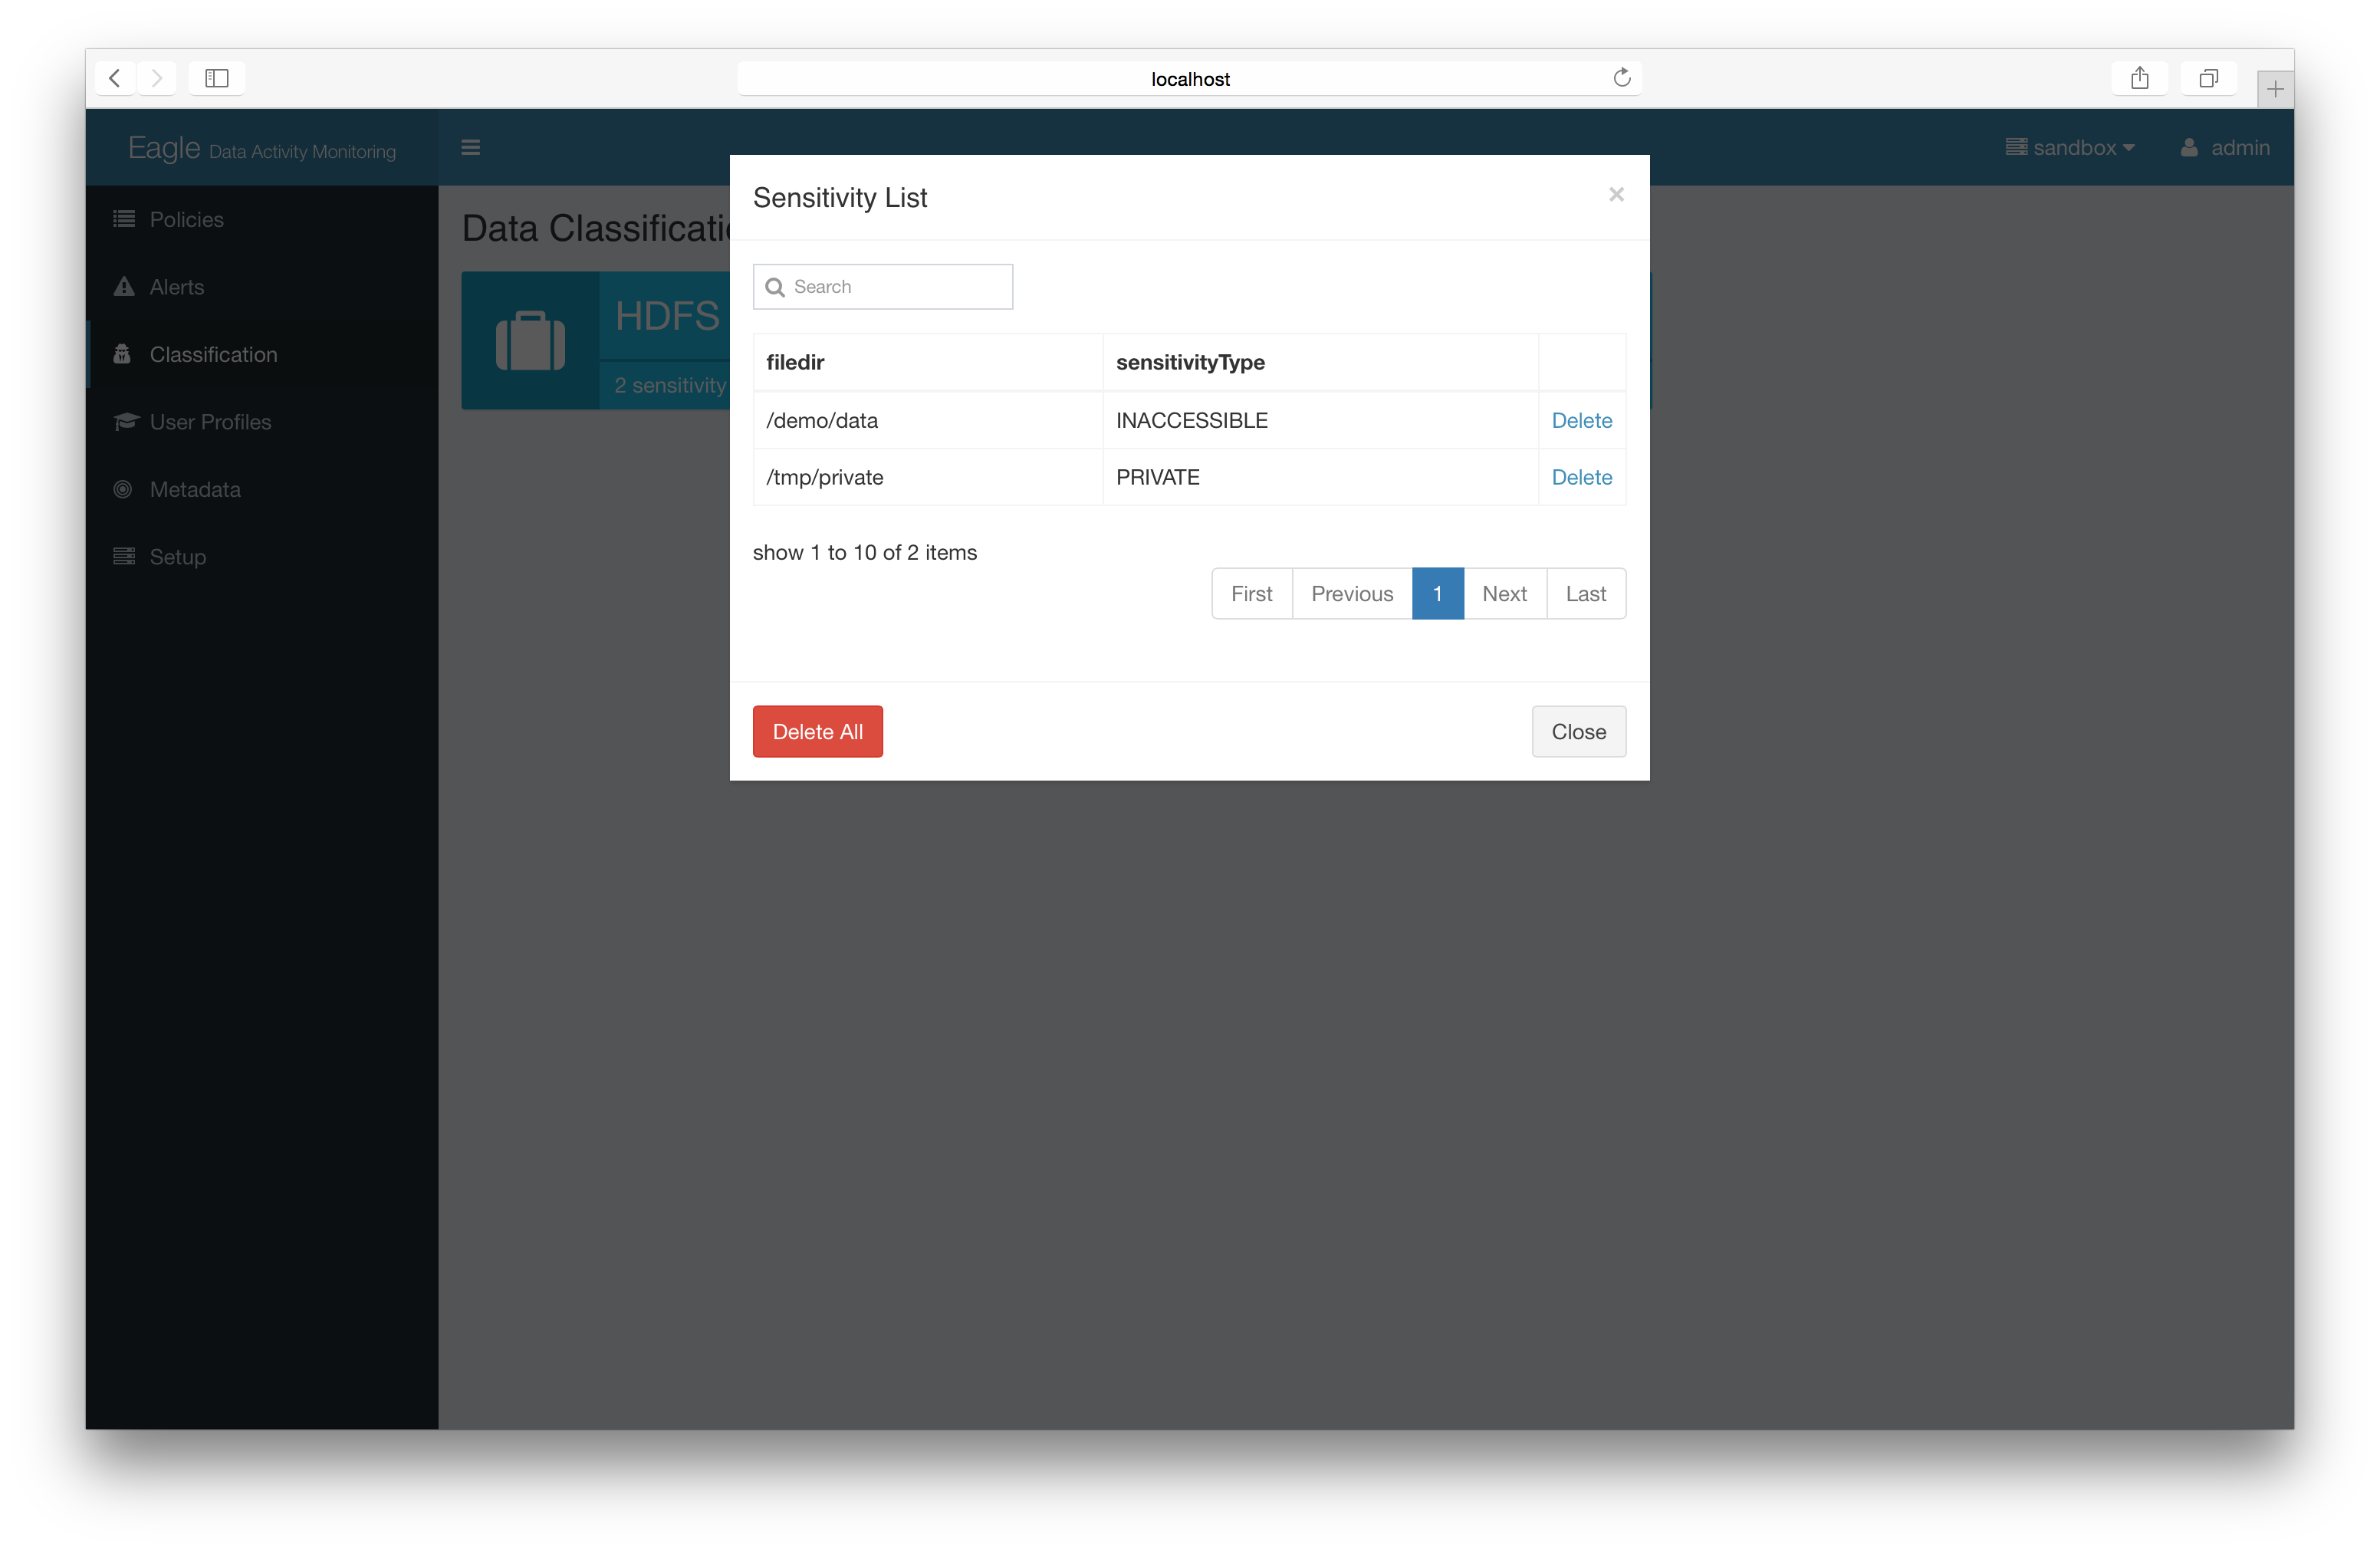 localhost
Eagle Data Activity Monitoring
sandbox
admin
Policies
Alerts
Classification
User Profiles
Metadata
Setup
Data Classificati
HDFS
2 sensitivity
Sensitivity List
×
Search
filedir sensitivityType
/demo/data INACCESSIBLE Delete
/tmp/private PRIVATE Delete
show 1 to 10 of 2 items
First Previous 1 Next Last
Delete All Close